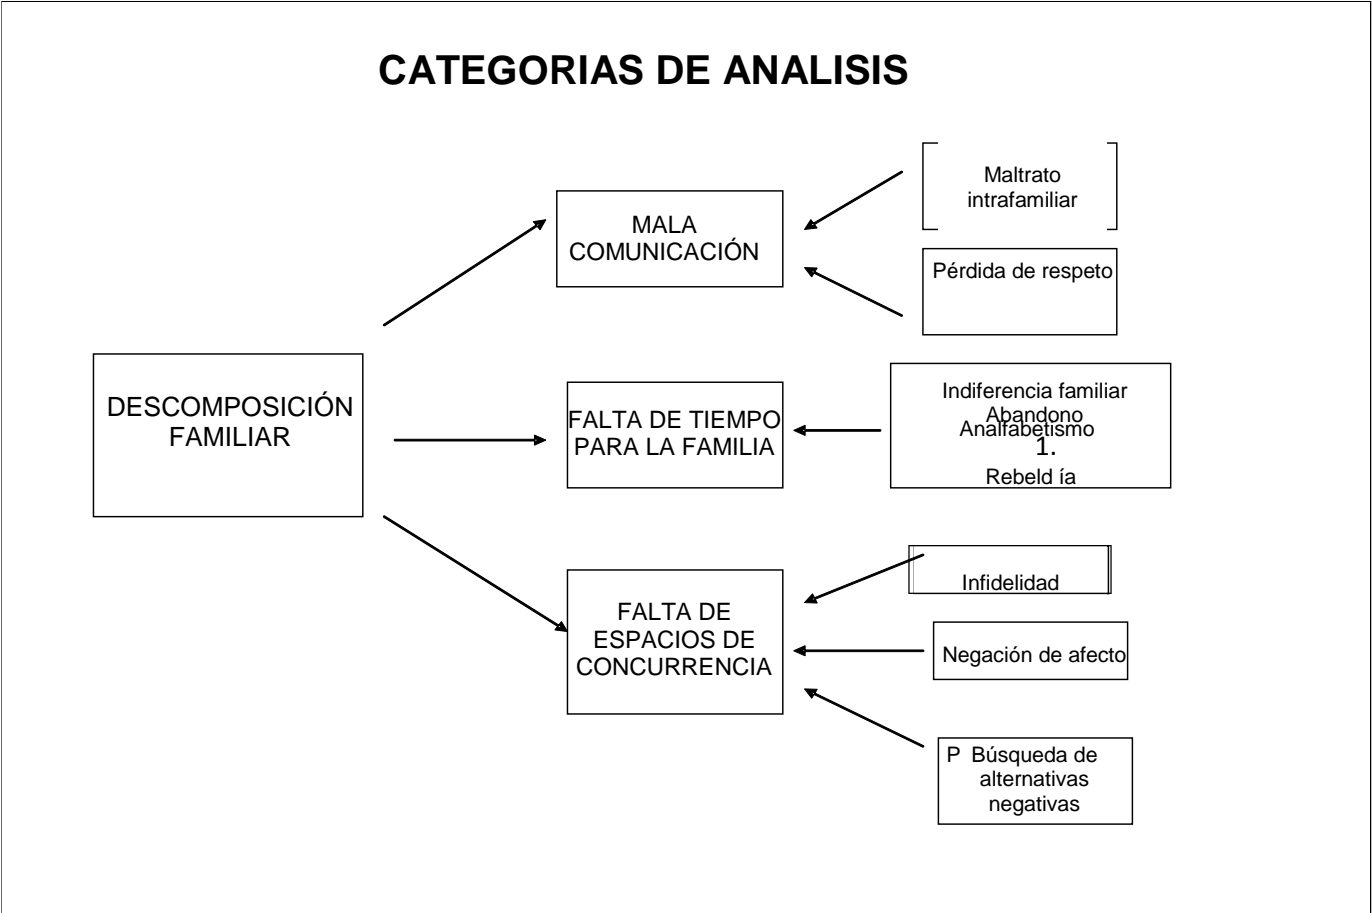 CATEGORIAS DE ANALISIS
Maltrato
intrafamiliar
MALA
COMUNICACIÓN
Pérdida de respeto
DESCOMPOSICIÓN
FAMILIAR
FALTA DE TIEMPO
PARA LA FAMILIA
Indiferencia familiar
Abandono
Analfabetismo
1.
Rebeld ía
FALTA DE
ESPACIOS DE
CONCURRENCIA
Infidelidad
Negación de afecto
P Búsqueda de
alternativas
negativas